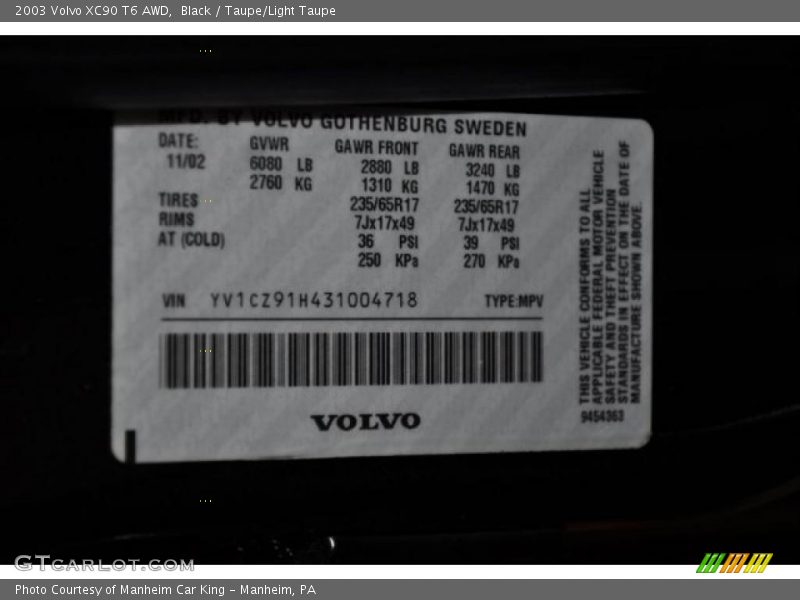 2003 Volvo XC90 T6 AWD,  Black / Taupe/Light Taupe
MFD. BY VOLVO GOTHENBURG SWEDEN
DATE: GVWR GAWR FRONT GAWR REAR
11/02 6080 LB 2880 LB 3240 LB
2760 KG 1310 KG 1470 KG
TIRES 235/65R17 235/65R17
RIMS 7Jx17x49 7Jx17x49
AT (COLD) 36 PSI 39 PSI
250 KPa 270 KPa
VIN YV1CZ91H431004718 TYPE:MPV
VOLVO
THIS VEHICLE CONFORMS TO ALL
APPLICABLE FEDERAL MOTOR VEHICLE
SAFETY AND THEFT PREVENTION
STANDARDS IN EFFECT ON THE DATE OF
MANUFACTURE SHOWN ABOVE.
9454363
GTcarlot.com
Photo Courtesy of Manheim Car King - Manheim, PA